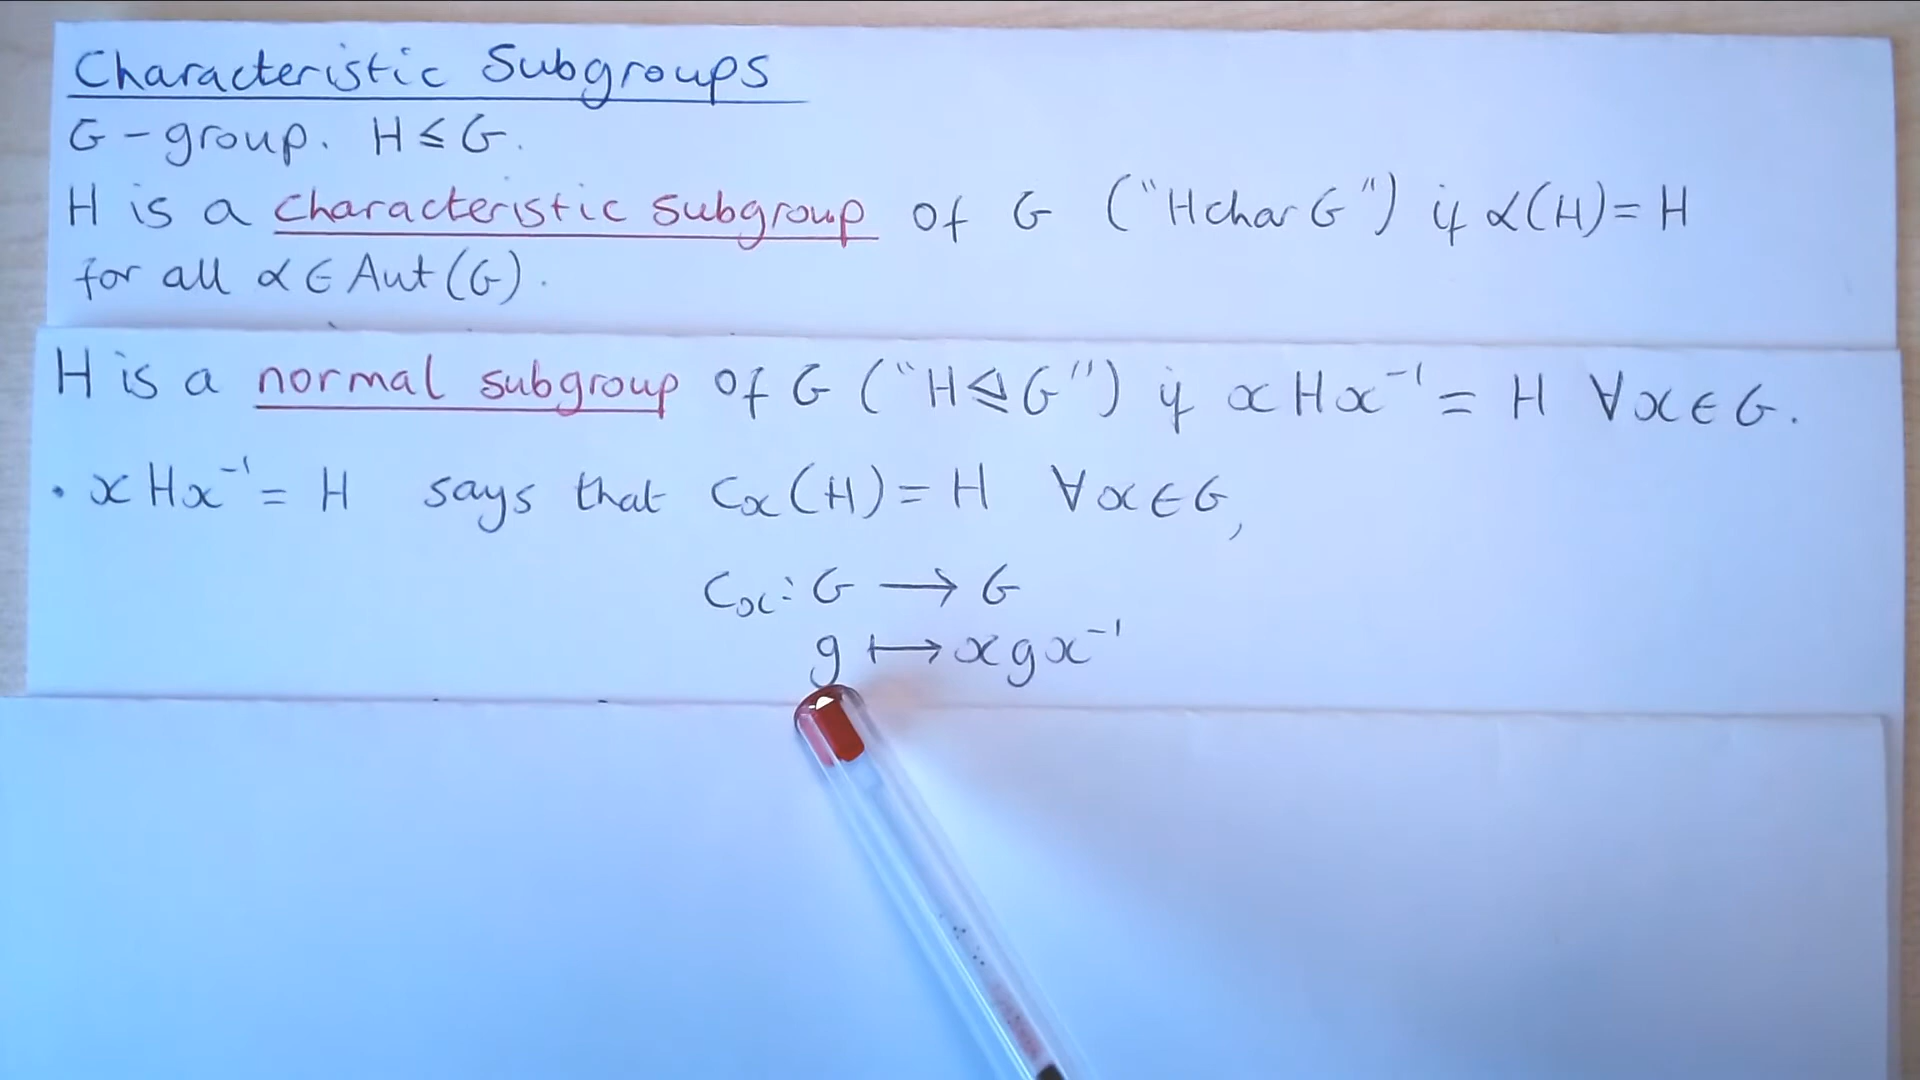 Characteristic Subgroups
G - group. H ≤ G.
H is a characteristic subgroup of G ("H char G") if α(H) = H
for all α ∈ Aut(G).
H is a normal subgroup of G ("H ⊴ G") if xHx⁻¹ = H ∀x ∈ G.
• xHx⁻¹ = H says that Cₓ(H) = H ∀x ∈ G,
Cₓ: G ⟶ G
g ⟼ xgx⁻¹